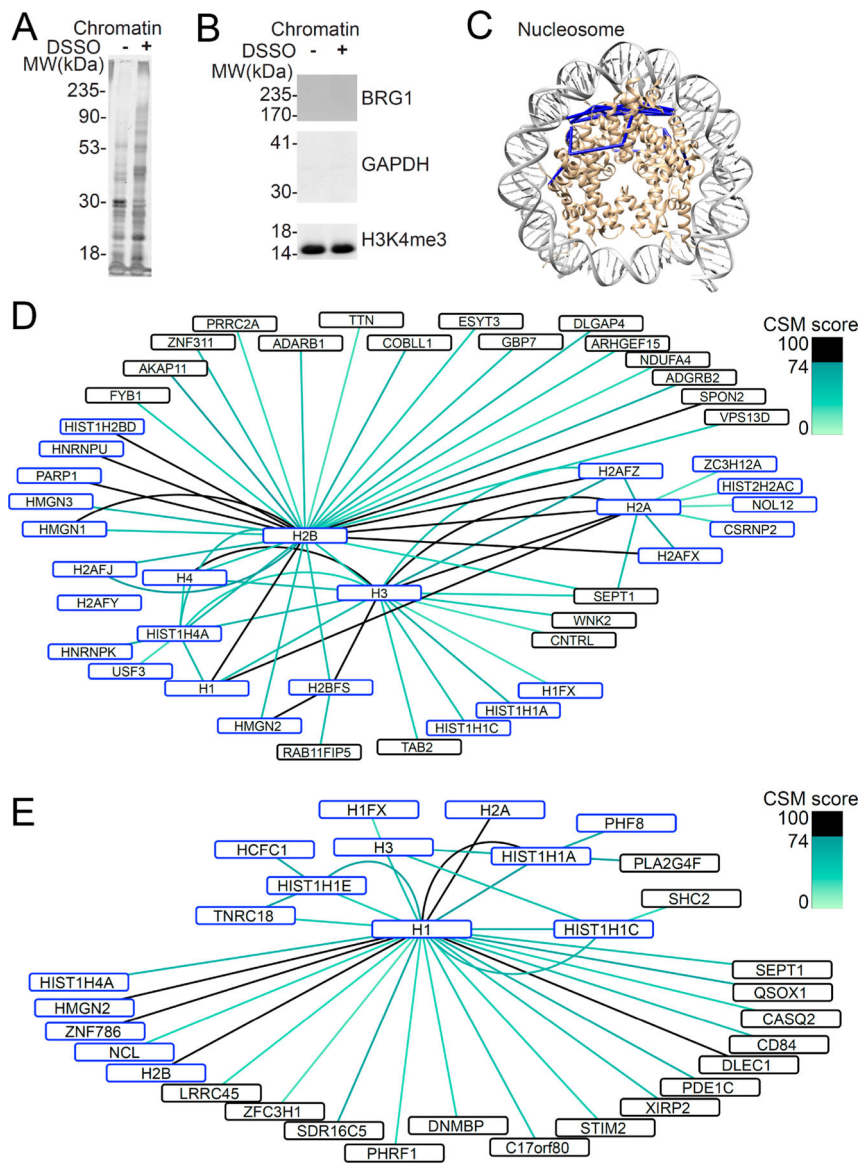 A
Chromatin
DSSO - +
MW(kDa)
235-
90-
53-
30-
18-
B
Chromatin
DSSO - +
MW(kDa)
235-
170-
BRG1
41-
GAPDH
30-
18-
14-
H3K4me3
C
Nucleosome
D
CSM score
100
74
0
PRRC2A
TTN
ESYT3
DLGAP4
ZNF311
ADARB1
COBLL1
GBP7
ARHGEF15
AKAP11
NDUFA4
ADGRB2
FYB1
SPON2
VPS13D
HIST1H2BD
HNRNPU
PARP1
HMGN3
HMGN1
H2AFZ
ZC3H12A
HIST2H2AC
H2A
NOL12
CSRNP2
H2B
H2AFX
H2AFJ
H4
H3
SEPT1
H2AFY
WNK2
HIST1H4A
CNTRL
HNRNPK
USF3
H1
H2BFS
H1FX
HIST1H1A
HMGN2
HIST1H1C
RAB11FIP5
TAB2
E
CSM score
100
74
0
H1FX
H2A
PHF8
HCFC1
H3
HIST1H1A
PLA2G4F
HIST1H1E
SHC2
TNRC18
H1
HIST1H1C
HIST1H4A
SEPT1
HMGN2
QSOX1
ZNF786
CASQ2
NCL
CD84
H2B
DLEC1
LRRC45
PDE1C
ZFC3H1
XIRP2
SDR16C5
DNMBP
STIM2
PHRF1
C17orf80